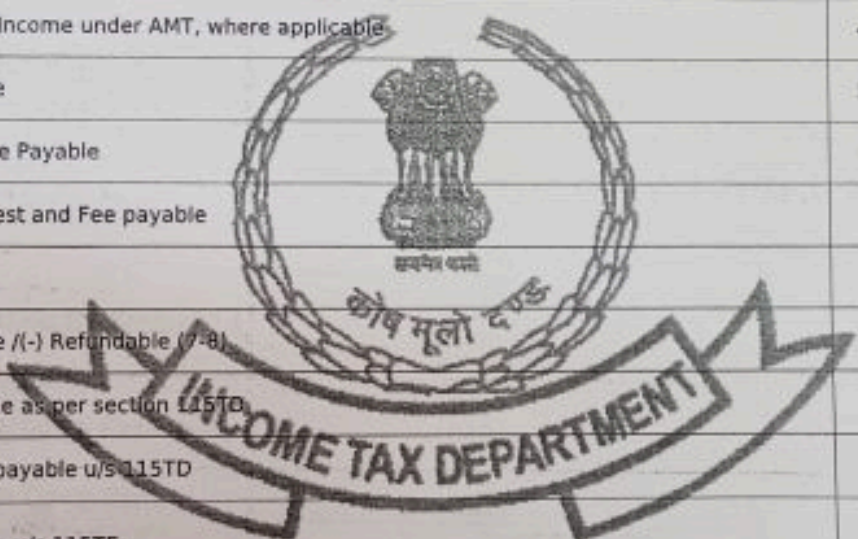 Income under AMT, where applicable
e
e Payable
est and Fee payable
सत्यमेव जयते
कोष मूलो दण्ड
e /(-) Refundable (7-8)
e as per section 115TD
INCOME TAX DEPARTMENT
payable u/s 115TD